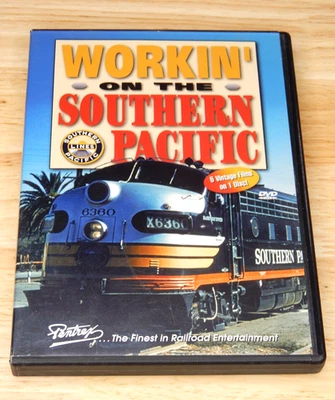 WORKIN'
ON THE
SOUTHERN
PACIFIC
SOUTHERN
LINES
PACIFIC
6 Vintage Films
on 1 Disc!
DVD
6360
X6360
SOUTHERN PA
Pentrex
....The Finest in Railroad Entertainment